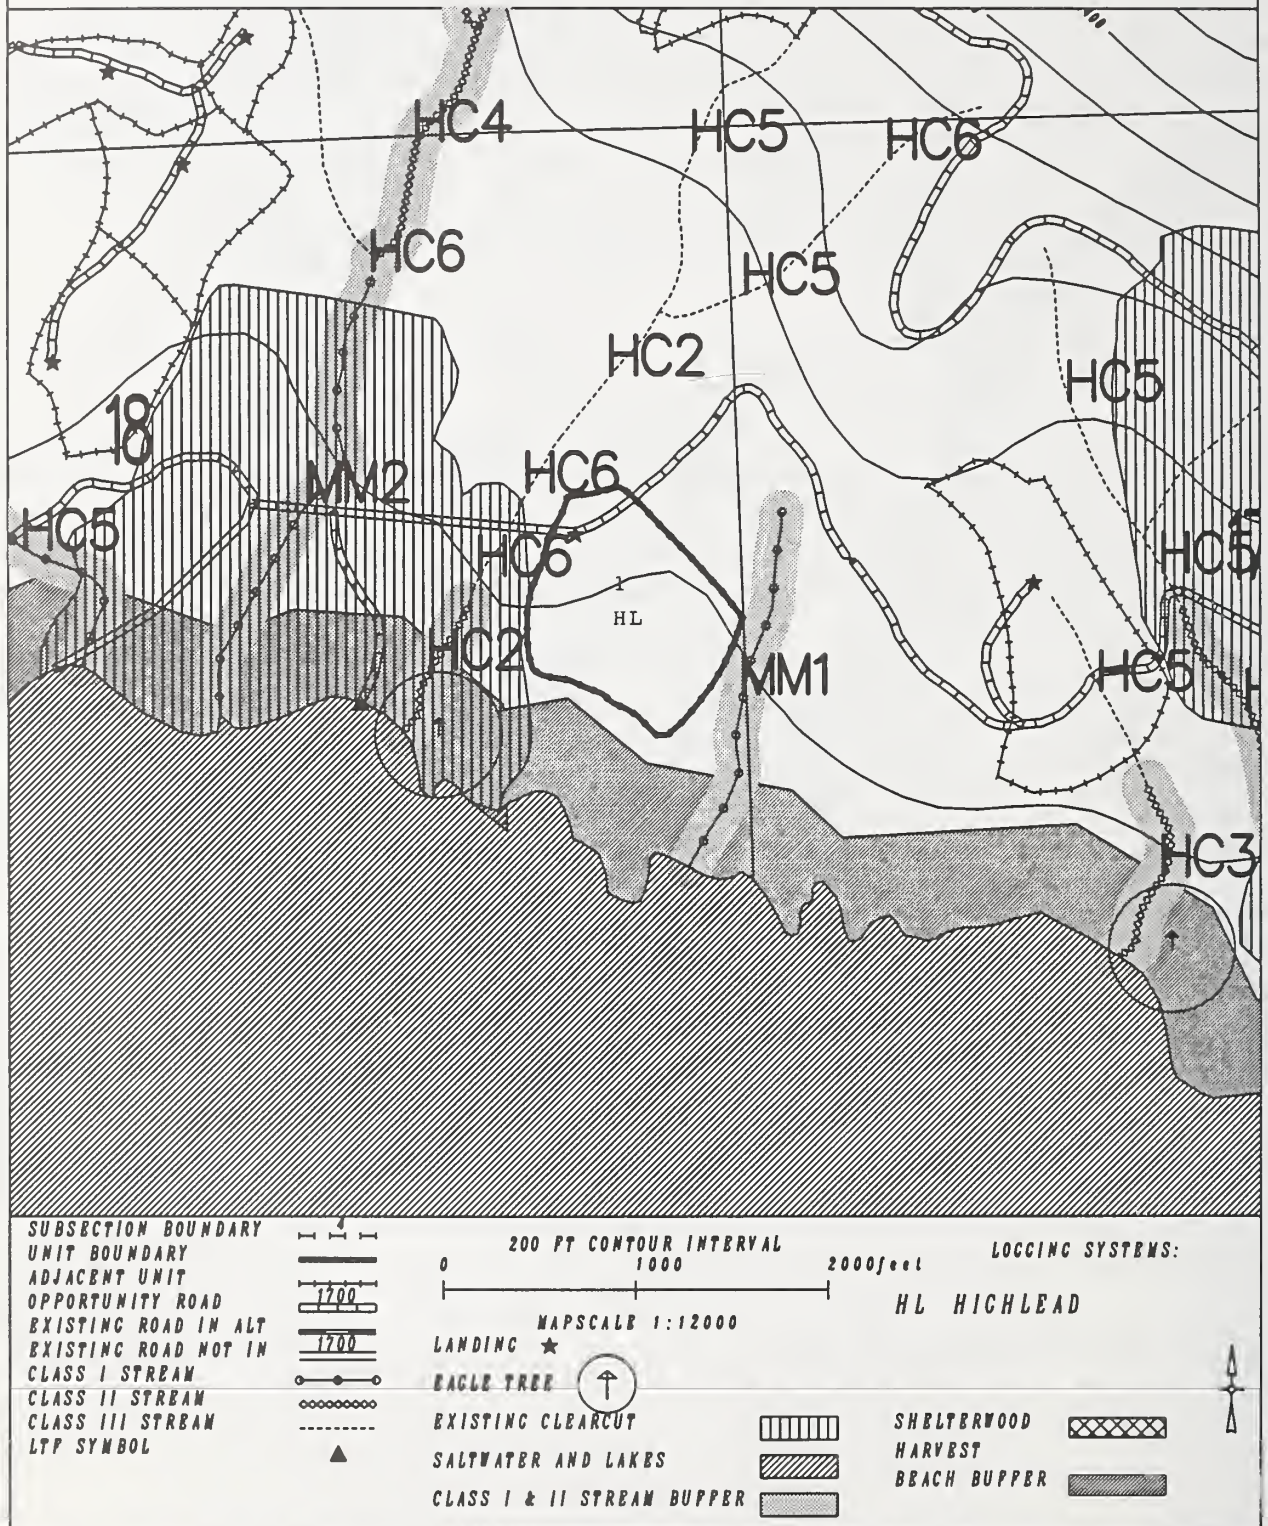 HC4
HC5
HC6
HC6
HC5
HC2
HC5
18
MM2
HC6
HC5
HC6
HC5
1
HL
HC2
MM1
HC5
HC3
SUBSECTION BOUNDARY 4
UNIT BOUNDARY
ADJACENT UNIT
OPPORTUNITY ROAD 1700
EXISTING ROAD IN ALT
EXISTING ROAD NOT IN 1700
CLASS I STREAM
CLASS II STREAM
CLASS III STREAM
LTF SYMBOL
200 FT CONTOUR INTERVAL
0 1000 2000feet
MAPSCALE 1:12000
LANDING
EAGLE TREE
EXISTING CLEARCUT
SALTWATER AND LAKES
CLASS I & II STREAM BUFFER
LOGGING SYSTEMS:
HL HIGHLEAD
SHELTERWOOD
HARVEST
BEACH BUFFER